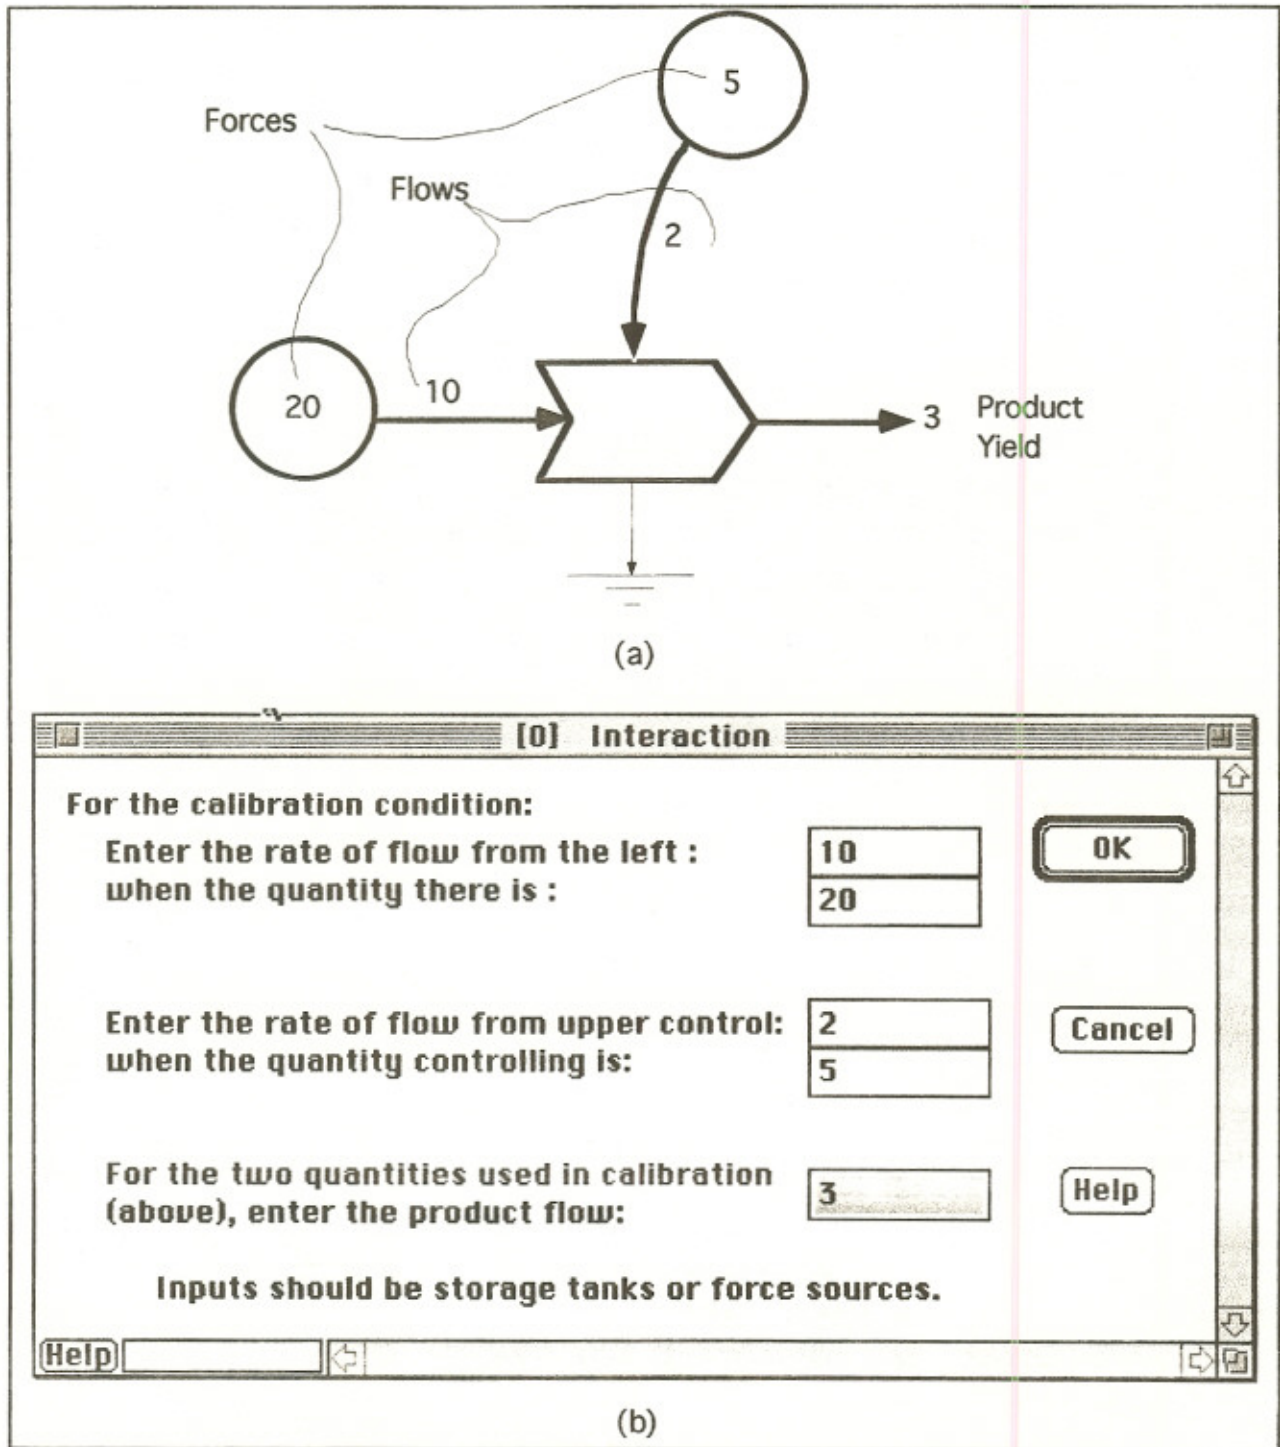 5
Forces
Flows
2
20
10
3
Product
Yield
(a)
[0] Interaction
For the calibration condition:
Enter the rate of flow from the left :
10
OK
when the quantity there is :
20
Enter the rate of flow from upper control:
2
Cancel
when the quantity controlling is:
5
For the two quantities used in calibration
3
Help
(above), enter the product flow:
Inputs should be storage tanks or force sources.
Help
(b)